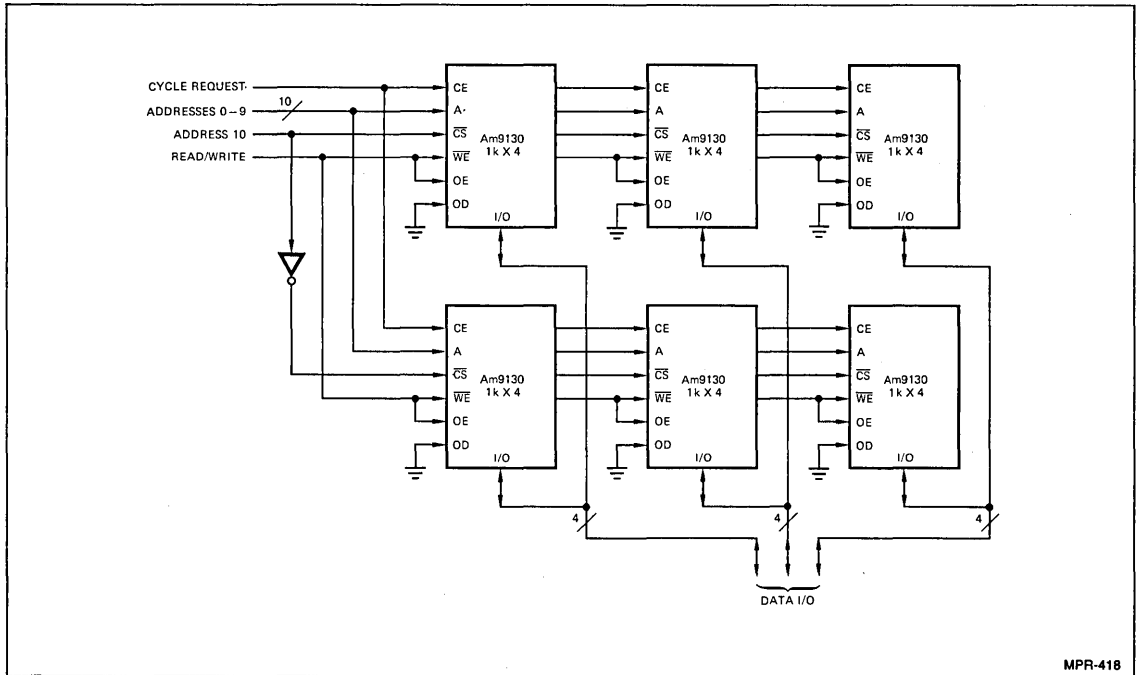 CYCLE REQUEST
ADDRESSES 0–9
10
ADDRESS 10
READ/WRITE
CE
A
CS
WE
OE
OD
Am9130
1k X 4
I/O
CE
A
CS
WE
OE
OD
Am9130
1k X 4
I/O
CE
A
CS
WE
OE
OD
Am9130
1k X 4
I/O
CE
A
CS
WE
OE
OD
Am9130
1k X 4
I/O
CE
A
CS
WE
OE
OD
Am9130
1k X 4
I/O
CE
A
CS
WE
OE
OD
Am9130
1k X 4
I/O
4
4
4
DATA I/O
MPR-418